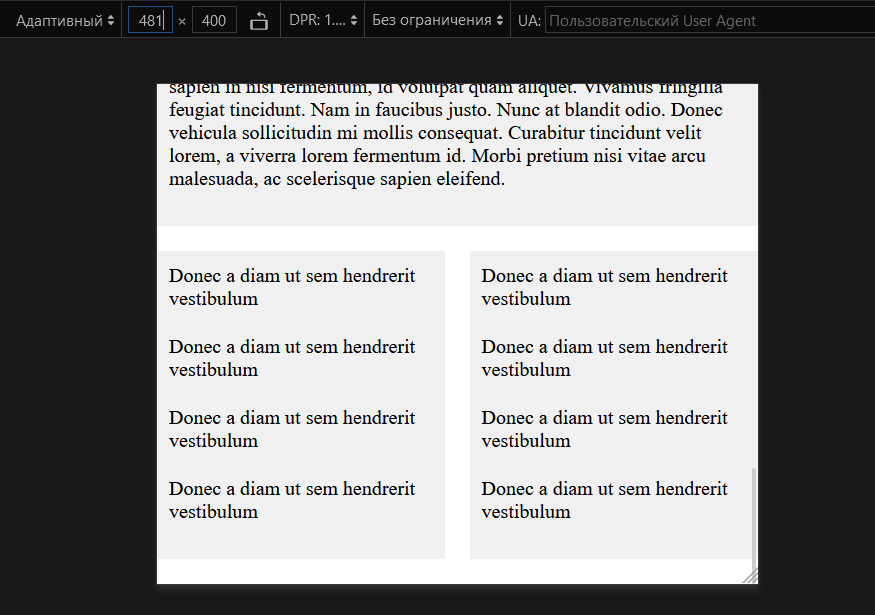 Адаптивный 481 × 400 DPR: 1.... Без ограничения UA: Пользовательский User Agent
sapien in nisl fermentum, id volutpat quam aliquet. Vivamus fringilla
feugiat tincidunt. Nam in faucibus justo. Nunc at blandit odio. Donec
vehicula sollicitudin mi mollis consequat. Curabitur tincidunt velit
lorem, a viverra lorem fermentum id. Morbi pretium nisi vitae arcu
malesuada, ac scelerisque sapien eleifend.
Donec a diam ut sem hendrerit
vestibulum
Donec a diam ut sem hendrerit
vestibulum
Donec a diam ut sem hendrerit
vestibulum
Donec a diam ut sem hendrerit
vestibulum
Donec a diam ut sem hendrerit
vestibulum
Donec a diam ut sem hendrerit
vestibulum
Donec a diam ut sem hendrerit
vestibulum
Donec a diam ut sem hendrerit
vestibulum